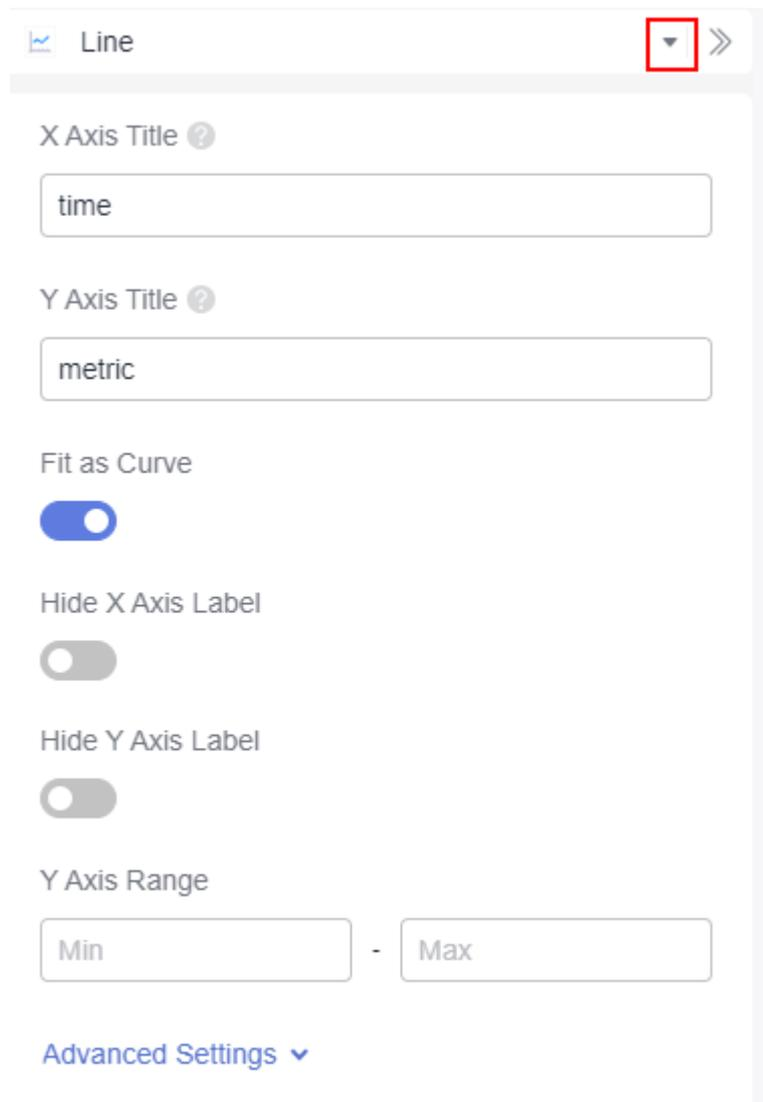 Line
X Axis Title
time
Y Axis Title
metric
Fit as Curve
Hide X Axis Label
Hide Y Axis Label
Y Axis Range
Min - Max
Advanced Settings